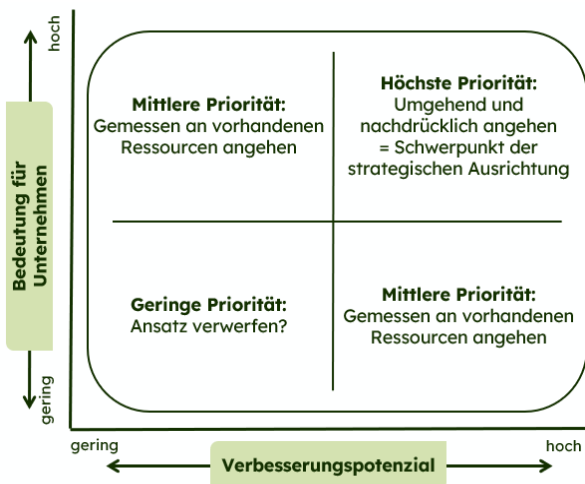 hoch
Bedeutung für
Unternehmen
gering
Mittlere Priorität:
Gemessen an vorhandenen
Ressourcen angehen
Höchste Priorität:
Umgehend und
nachdrücklich angehen
= Schwerpunkt der
strategischen Ausrichtung
Geringe Priorität:
Ansatz verwerfen?
Mittlere Priorität:
Gemessen an vorhandenen
Ressourcen angehen
gering
Verbesserungspotenzial
hoch